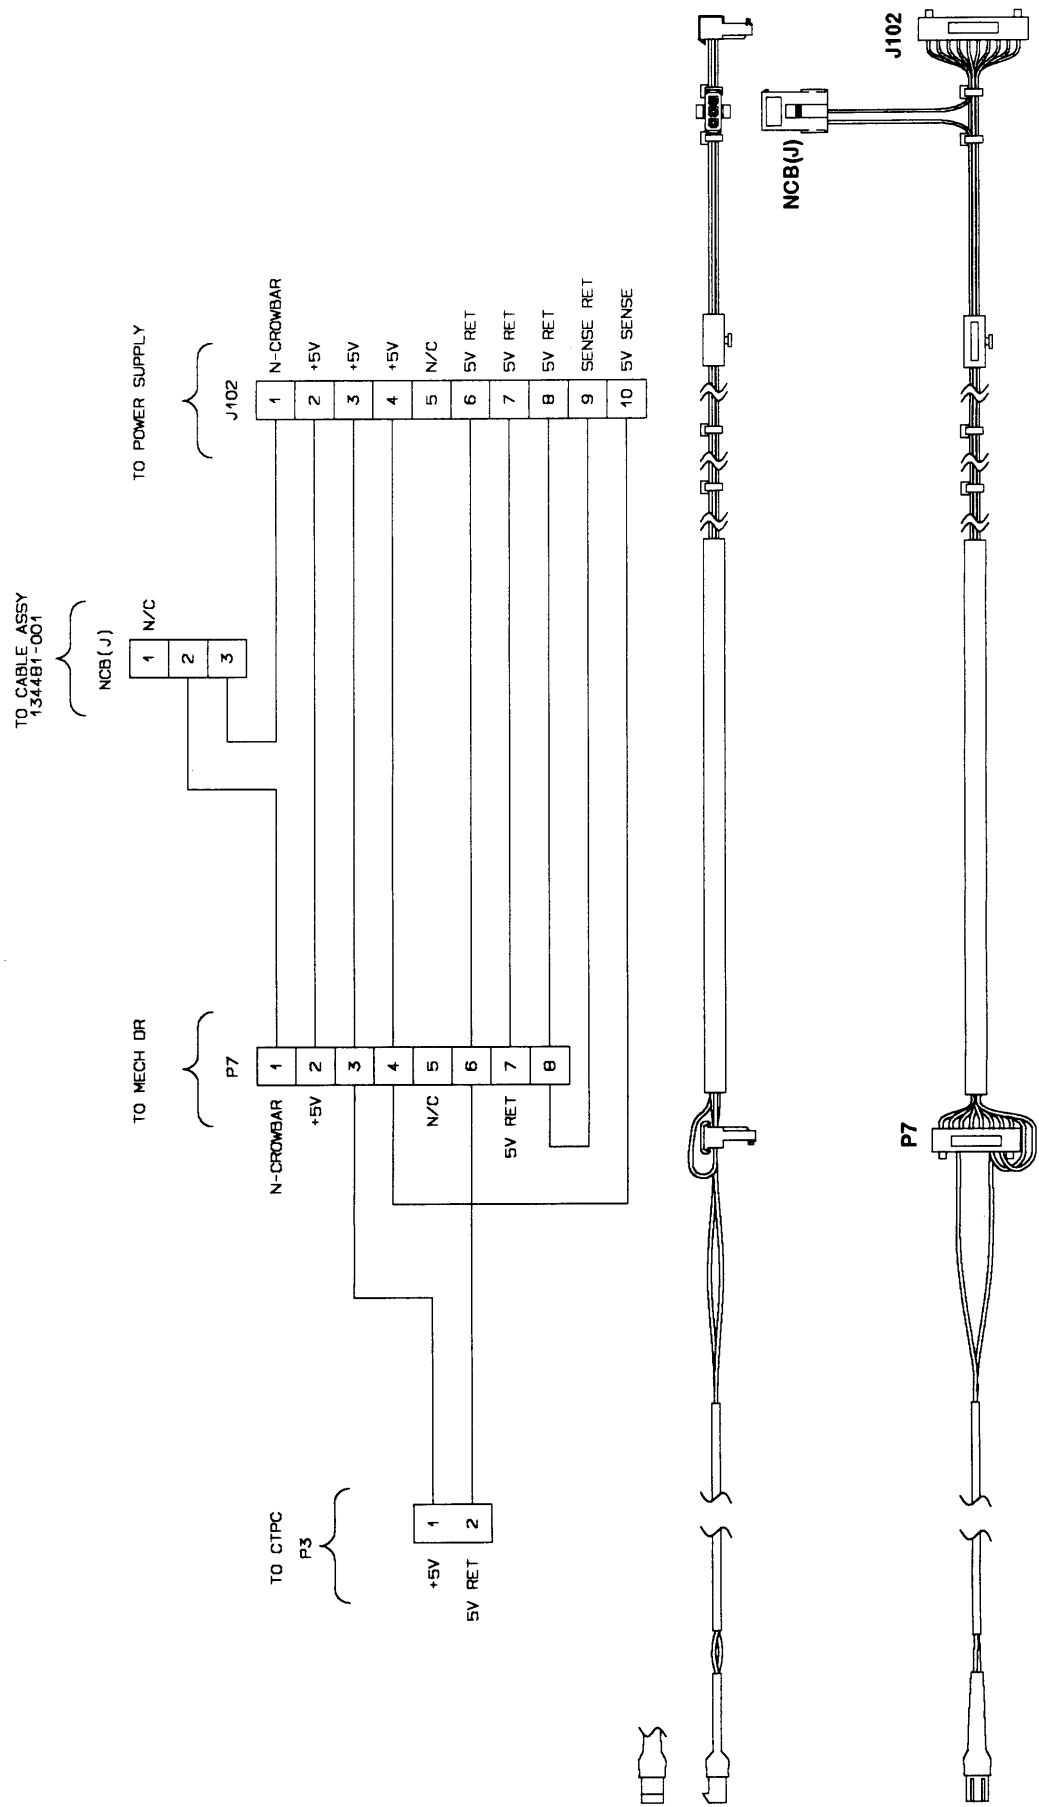 TO CABLE ASSY
134481-001
NCB(J)
1 N/C
2
3
TO POWER SUPPLY
J102
1 N-CROWBAR
2 +5V
3 +5V
4 +5V
5 N/C
6 5V RET
7 5V RET
8 5V RET
9 SENSE RET
10 5V SENSE
TO MECH DR
P7
N-CROWBAR 1
+5V 2
3
4
N/C 5
6
5V RET 7
8
TO CTPC
P3
+5V 1
5V RET 2
NCB(J)
J102
P7